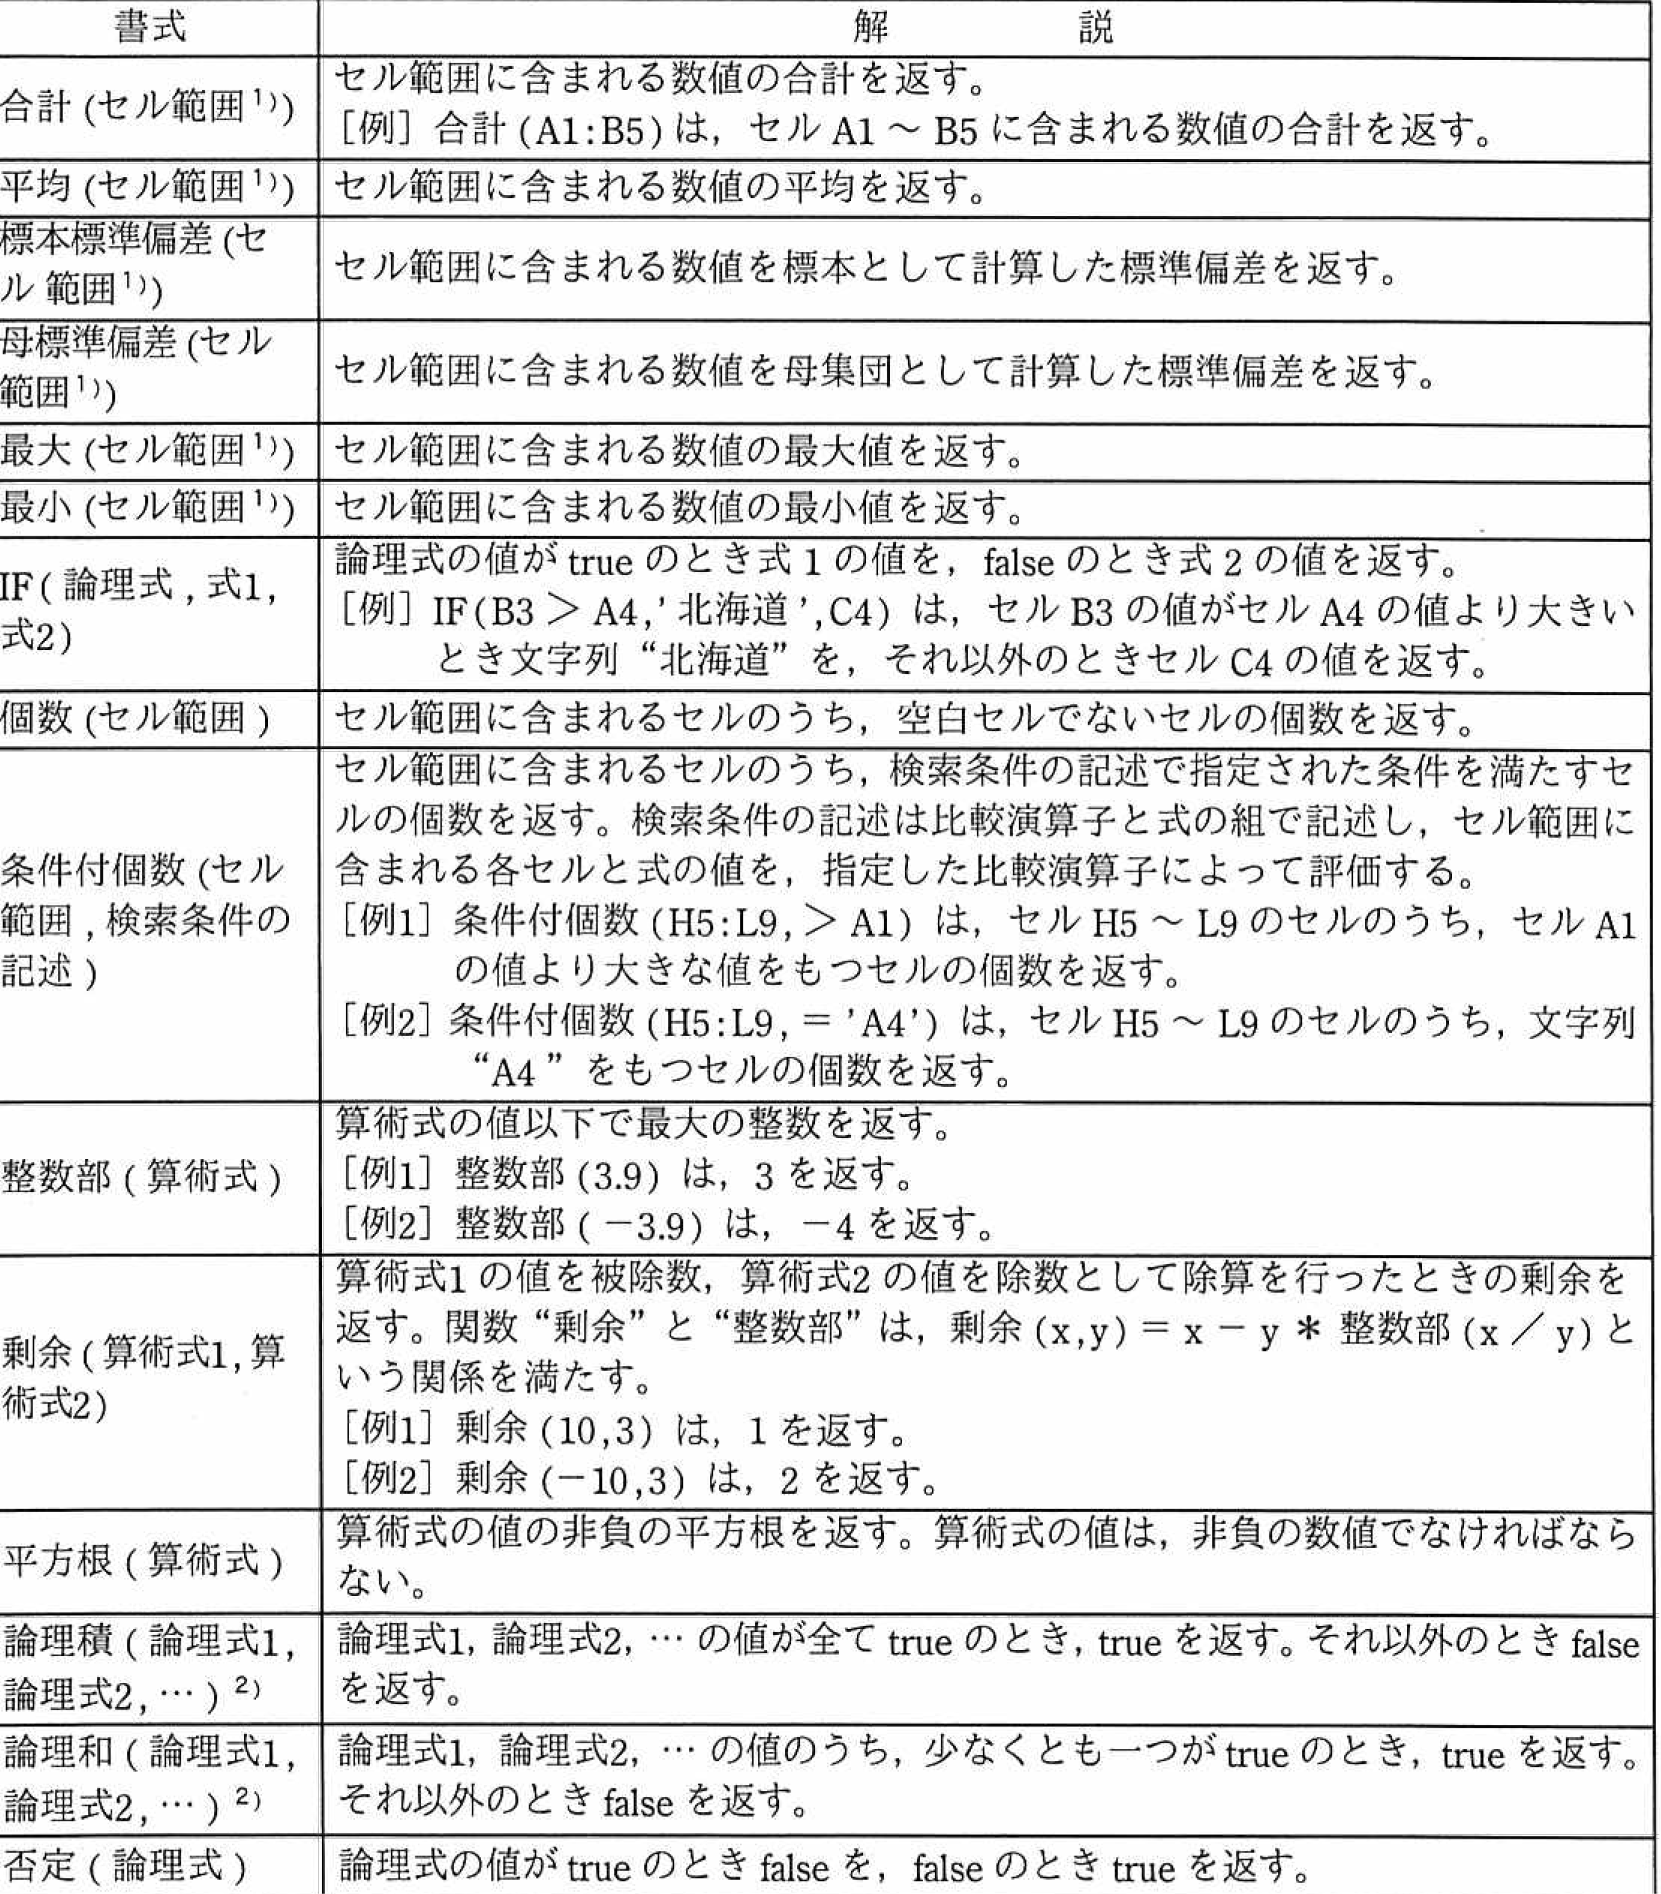 書式
解説
合計 (セル範囲1))
セル範囲に含まれる数値の合計を返す。
［例］合計 (A1:B5) は，セル A1 ～ B5 に含まれる数値の合計を返す。
平均 (セル範囲1))
セル範囲に含まれる数値の平均を返す。
標本標準偏差 (セ
ル 範囲1))
セル範囲に含まれる数値を標本として計算した標準偏差を返す。
母標準偏差 (セル
範囲1))
セル範囲に含まれる数値を母集団として計算した標準偏差を返す。
最大 (セル範囲1))
セル範囲に含まれる数値の最大値を返す。
最小 (セル範囲1))
セル範囲に含まれる数値の最小値を返す。
IF( 論理式 , 式1,
式2)
論理式の値が true のとき式 1 の値を，false のとき式 2 の値を返す。
［例］IF(B3 ＞ A4,’ 北海道 ’,C4) は，セル B3 の値がセル A4 の値より大きい
とき文字列 “北海道” を，それ以外のときセル C4 の値を返す。
個数 (セル範囲 )
セル範囲に含まれるセルのうち，空白セルでないセルの個数を返す。
条件付個数 (セル
範囲 , 検索条件の
記述 )
セル範囲に含まれるセルのうち，検索条件の記述で指定された条件を満たすセ
ルの個数を返す。検索条件の記述は比較演算子と式の組で記述し，セル範囲に
含まれる各セルと式の値を，指定した比較演算子によって評価する。
［例1］条件付個数 (H5:L9, ＞ A1) は，セル H5 ～ L9 のセルのうち，セル A1
の値より大きな値をもつセルの個数を返す。
［例2］条件付個数 (H5:L9, ＝ ’A4’) は，セル H5 ～ L9 のセルのうち，文字列
“A4 ” をもつセルの個数を返す。
整数部 ( 算術式 )
算術式の値以下で最大の整数を返す。
［例1］整数部 (3.9) は，3 を返す。
［例2］整数部 ( －3.9) は，－4 を返す。
剰余 ( 算術式1, 算
術式2)
算術式1 の値を被除数，算術式2 の値を除数として除算を行ったときの剰余を
返す。関数 “剰余” と “整数部” は，剰余 (x,y) ＝ x － y ＊ 整数部 (x ／ y) と
いう関係を満たす。
［例1］剰余 (10,3) は，1 を返す。
［例2］剰余 (－10,3) は，2 を返す。
平方根 ( 算術式 )
算術式の値の非負の平方根を返す。算術式の値は，非負の数値でなければなら
ない。
論理積 ( 論理式1,
論理式2, … ) 2)
論理式1, 論理式2, … の値が全て true のとき, true を返す。それ以外のとき false
を返す。
論理和 ( 論理式1,
論理式2, … ) 2)
論理式1，論理式2，… の値のうち，少なくとも一つが true のとき，true を返す。
それ以外のとき false を返す。
否定 ( 論理式 )
論理式の値が true のとき false を，false のとき true を返す。